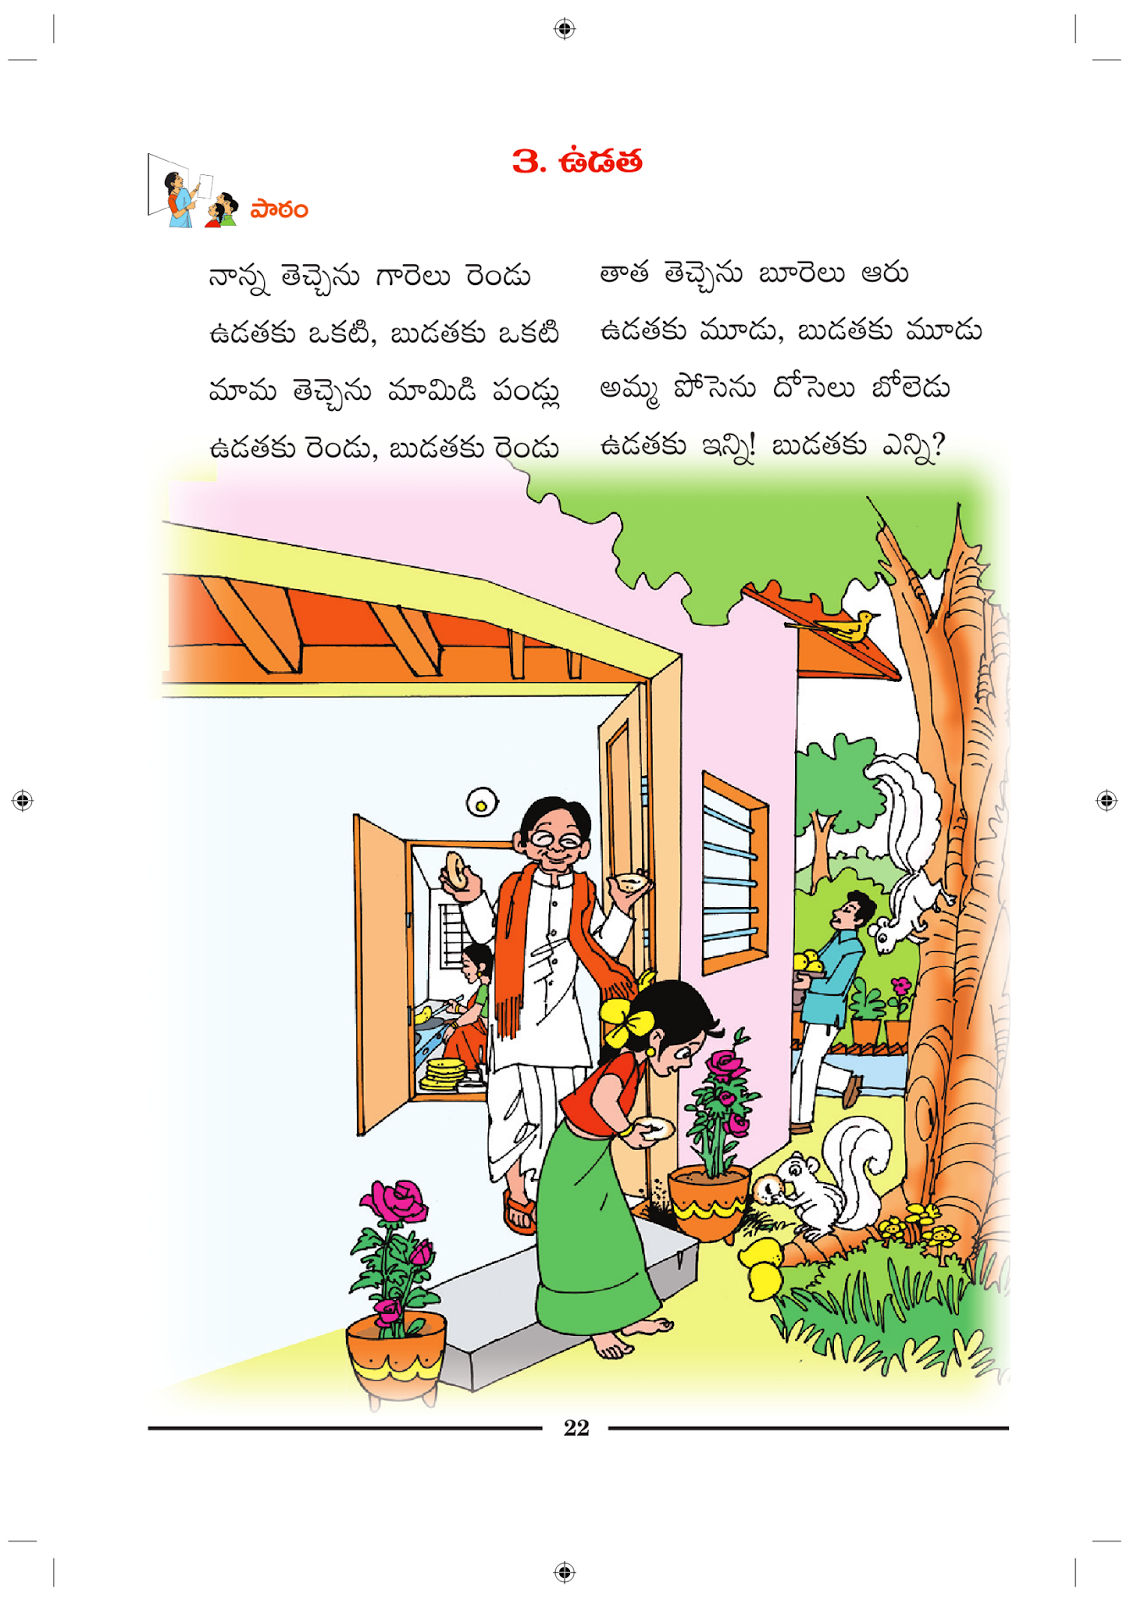 3. ఉడత
పాఠం
నాన్న తెచ్చెను గారెలు రెండు
ఉడతకు ఒకటి, బుడతకు ఒకటి
మామ తెచ్చెను మామిడి పండ్లు
ఉడతకు రెండు, బుడతకు రెండు
తాత తెచ్చెను బూరెలు ఆరు
ఉడతకు మూడు, బుడతకు మూడు
అమ్మ పోసెను దోసెలు బోలెడు
ఉడతకు ఇన్ని! బుడతకు ఎన్ని?
22